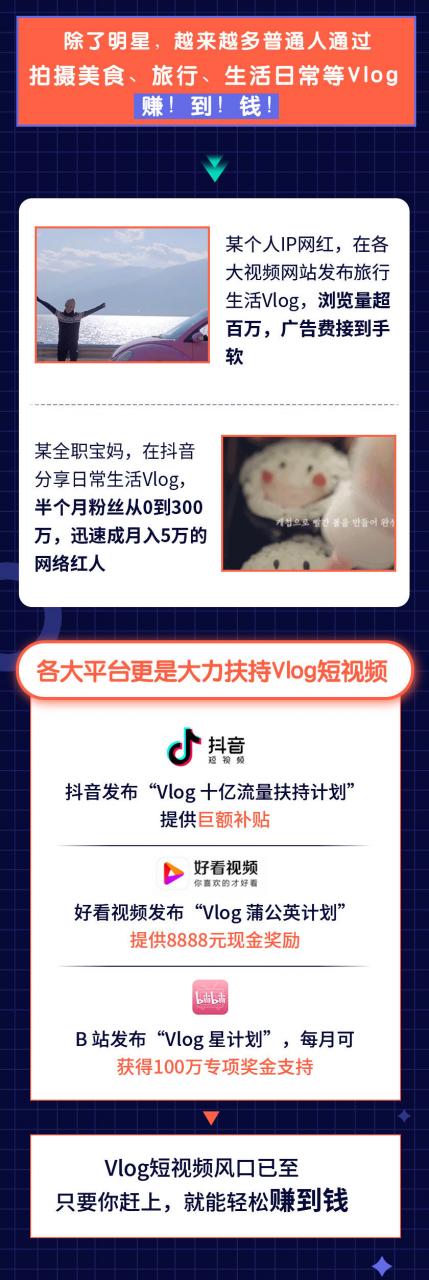 除了明星，越来越多普通人通过
拍摄美食、旅行、生活日常等Vlog
赚！到！钱！
某个人IP网红，在各
大视频网站发布旅行
生活Vlog，浏览量超
百万，广告费接到手
软
某全职宝妈，在抖音
分享日常生活Vlog，
半个月粉丝从0到300
万，迅速成月入5万的
网络红人
케첩으로 빨간 볼을 만들어
各大平台更是大力扶持Vlog短视频
抖音
短视频
抖音发布“Vlog 十亿流量扶持计划”
提供巨额补贴
好看视频
你喜欢的才好看
好看视频发布“Vlog 蒲公英计划”
提供8888元现金奖励
bilibili
B 站发布“Vlog 星计划”，每月可
获得100万专项奖金支持
Vlog短视频风口已至
只要你赶上，就能轻松赚到钱